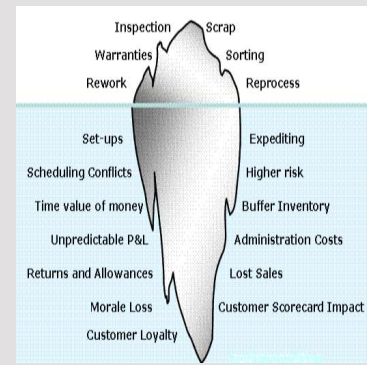 Inspection Scrap
Warranties Sorting
Rework Reprocess
Set-ups Expediting
Scheduling Conflicts Higher risk
Time value of money Buffer Inventory
Unpredictable P&L Administration Costs
Returns and Allowances Lost Sales
Morale Loss Customer Scorecard Impact
Customer Loyalty